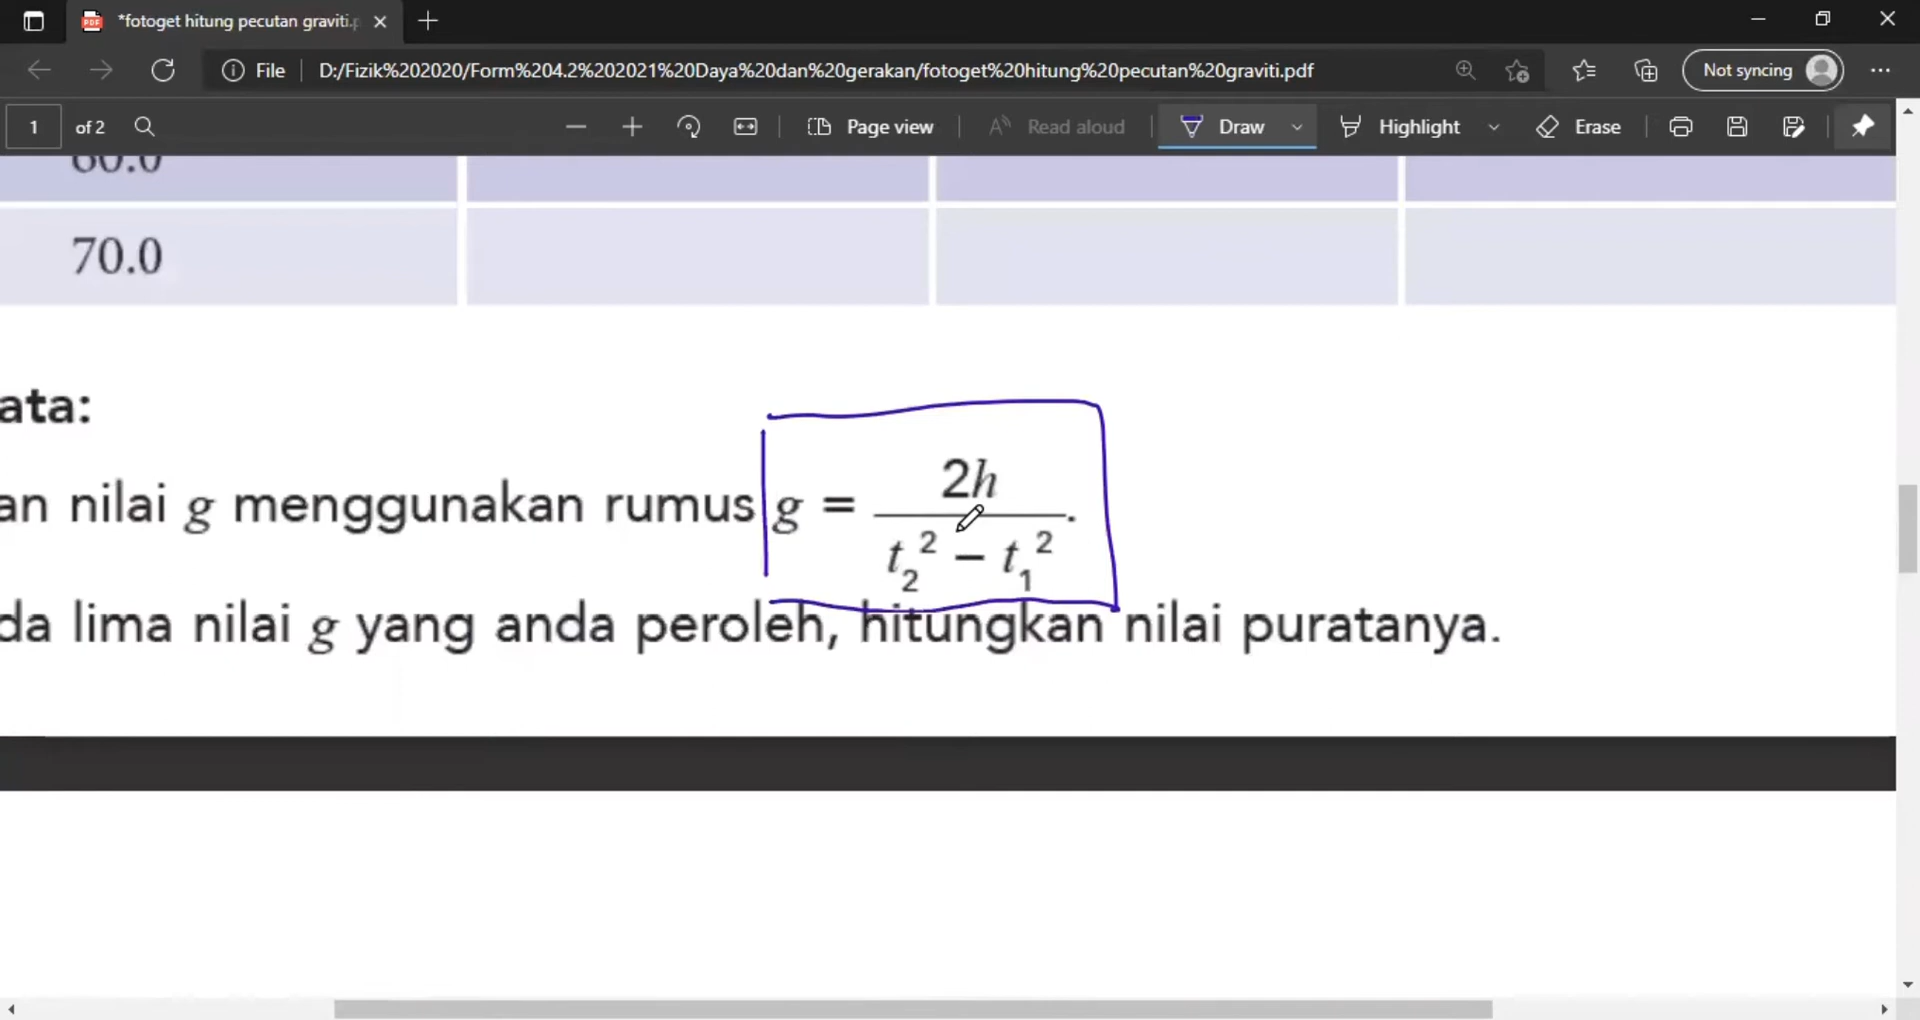 *fotoget hitung pecutan graviti.p
File D:/Fizik%202020/Form%204.2%202021%20Daya%20dan%20gerakan/fotoget%20hitung%20pecutan%20graviti.pdf Not syncing
1 of 2 Page view Read aloud Draw Highlight Erase
60.0
70.0
ata:
an nilai g menggunakan rumus g = 2h / t₂² – t₁².
da lima nilai g yang anda peroleh, hitungkan nilai puratanya.